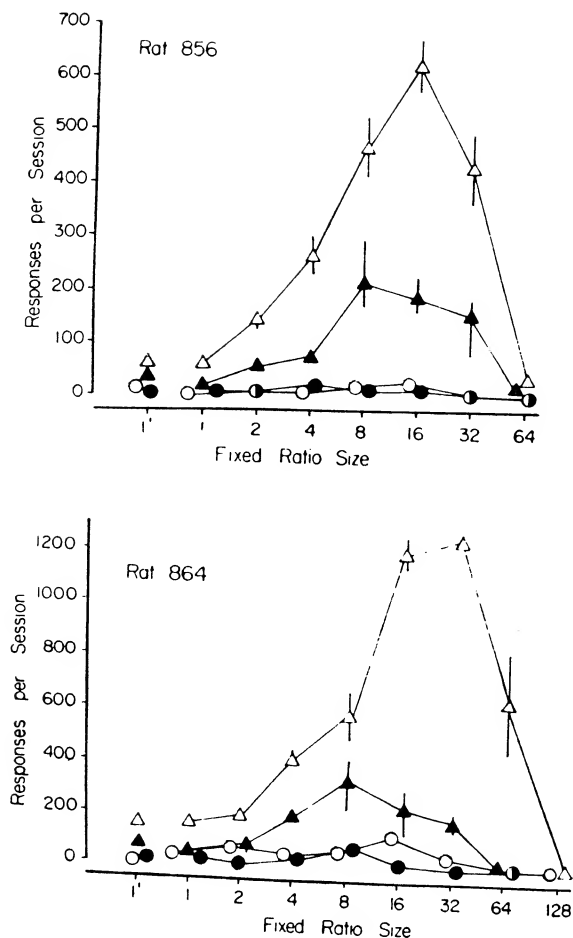 Rat 856
700
600
500
400
300
200
100
0
Responses per Session
1' 1 2 4 8 16 32 64
Fixed Ratio Size
Rat 864
1200
1000
800
600
400
200
0
Responses per Session
1' 1 2 4 8 16 32 64 128
Fixed Ratio Size